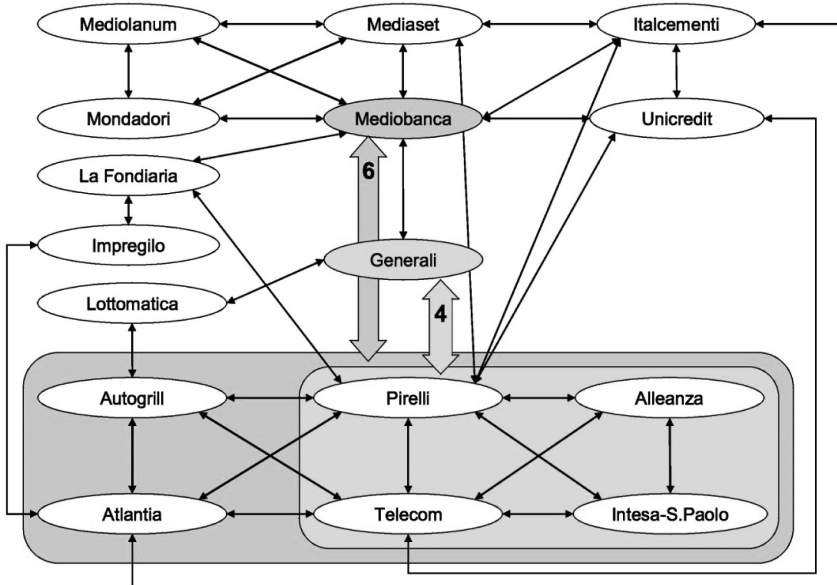 Mediolanum
Mediaset
Italcementi
Mondadori
Mediobanca
Unicredit
La Fondiaria
6
Impregilo
Generali
Lottomatica
4
Autogrill
Pirelli
Alleanza
Atlantia
Telecom
Intesa-S.Paolo